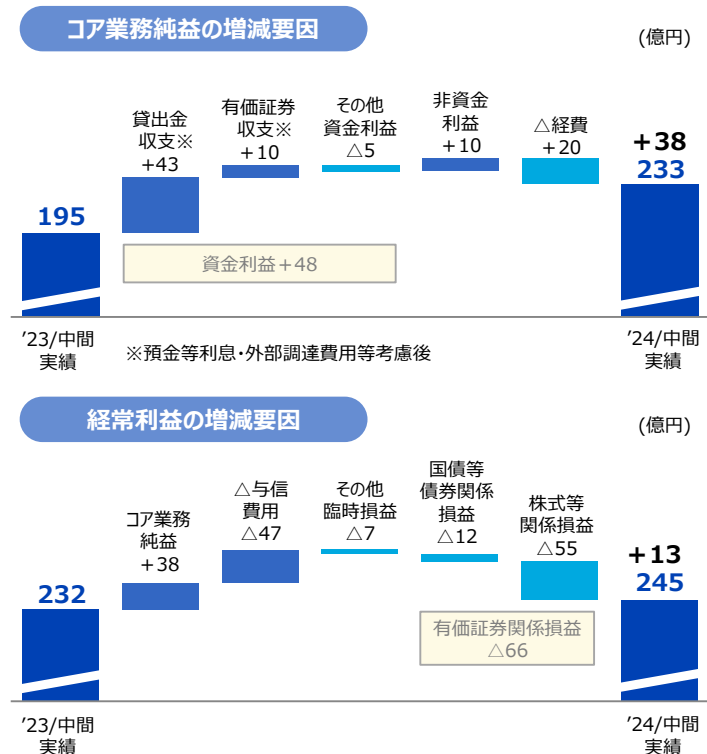 コア業務純益の増減要因
(億円)
貸出金
収支※
+43
有価証券
収支※
+10
その他
資金利益
△5
非資金
利益
+10
△経費
+20
+38
233
195
資金利益+48
'23/中間
実績
※預金等利息・外部調達費用等考慮後
'24/中間
実績
経常利益の増減要因
(億円)
コア業務
純益
+38
△与信
費用
△47
その他
臨時損益
△7
国債等
債券関係
損益
△12
株式等
関係損益
△55
+13
245
232
有価証券関係損益
△66
'23/中間
実績
'24/中間
実績